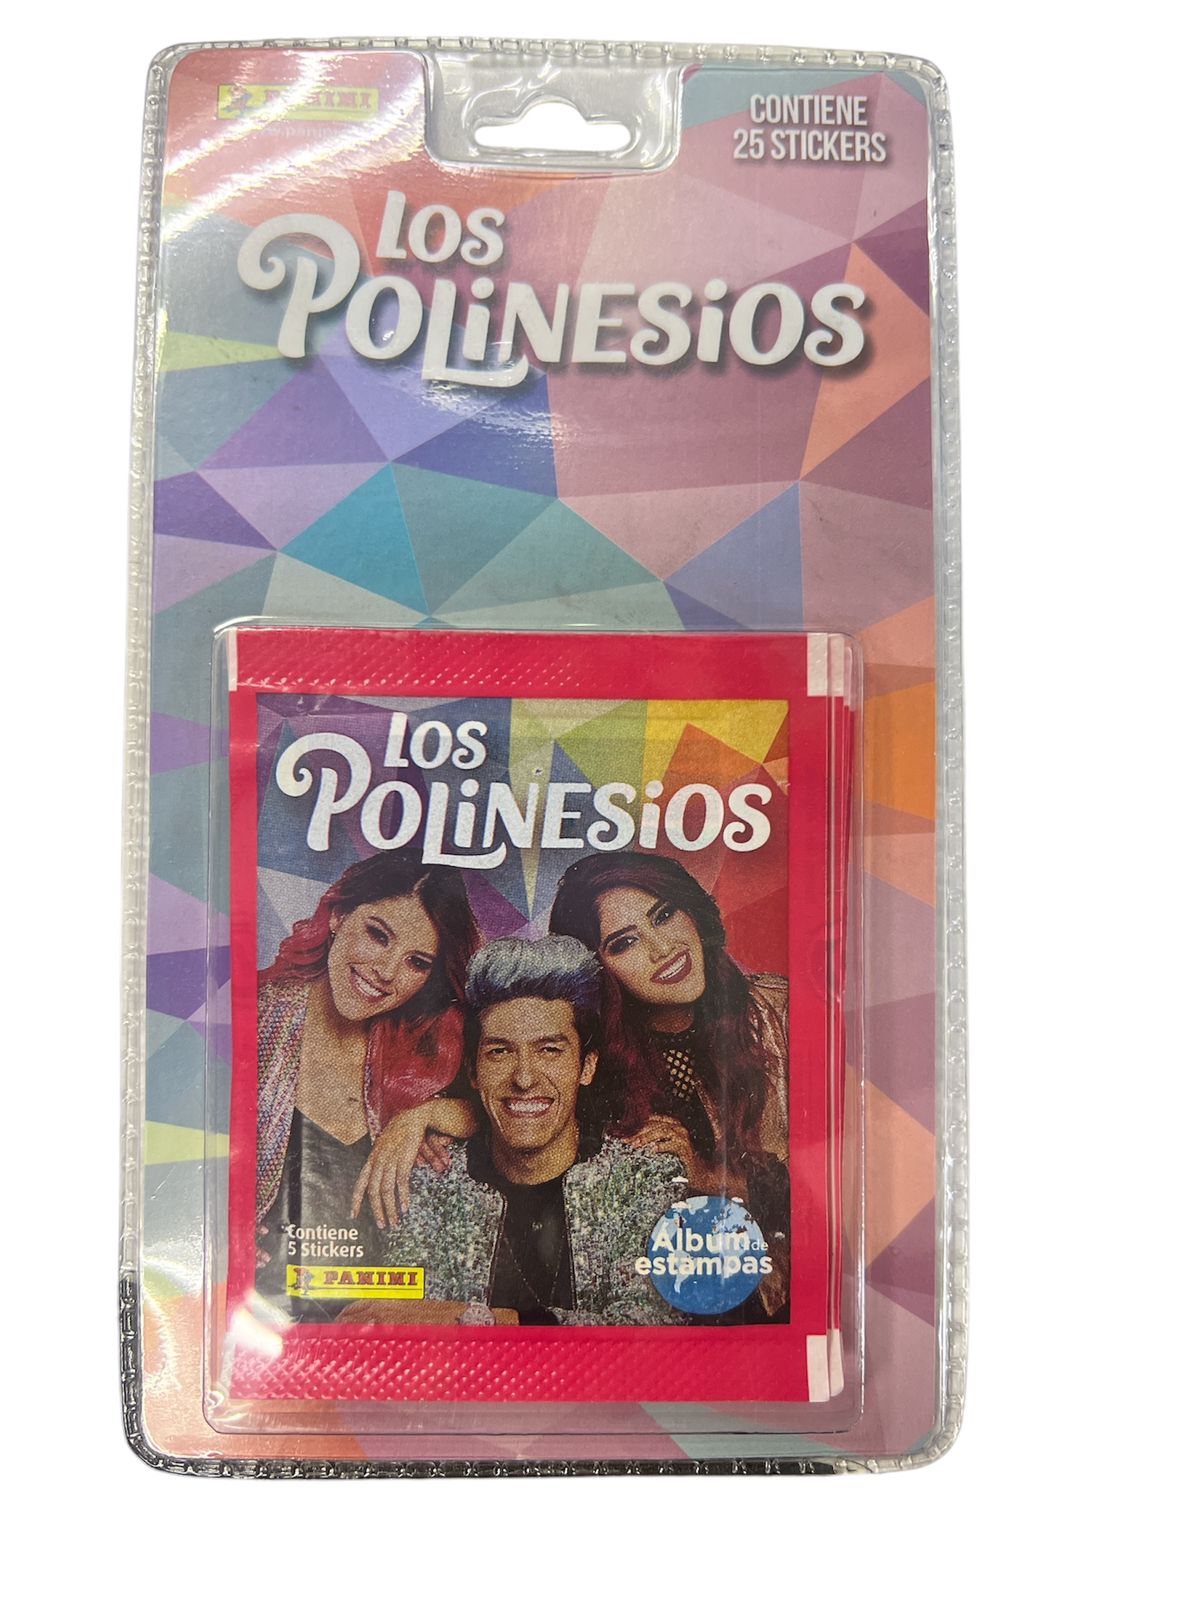 PANINI
CONTIENE
25 STICKERS
LOS
POLINESIOS
LOS
POLINESIOS
Contiene
5 Stickers
PANINI
Álbum de
estampas